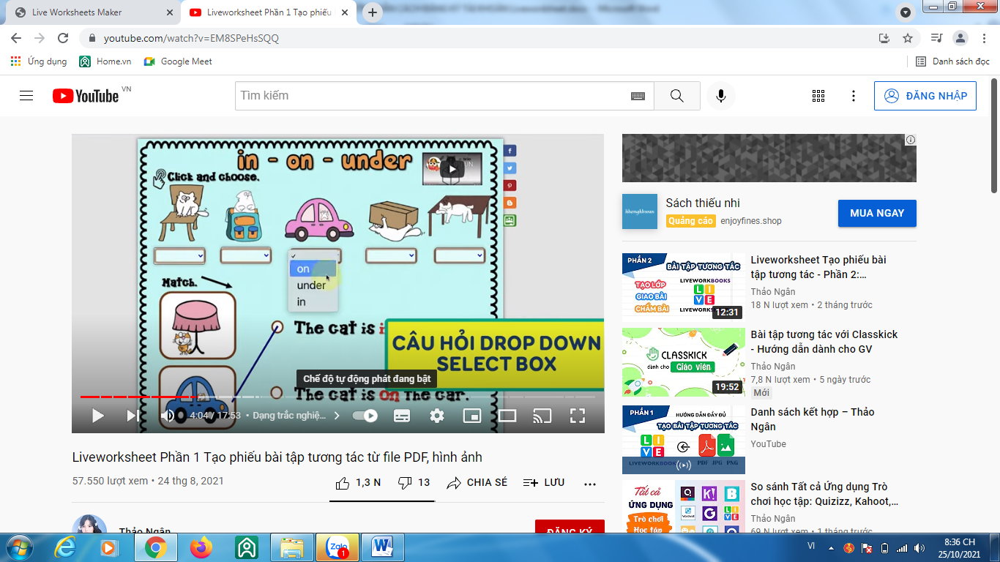 Live Worksheets Maker
Liveworksheet Phần 1 Tạo phiếu
youtube.com/watch?v=EM8SPeHsSQQ
Ứng dụng
Home.vn
Google Meet
Danh sách đọc
YouTube VN
Tìm kiếm
ĐĂNG NHẬP
in - on - under
Click and choose.
on
under
in
Match.
The cat is i
CÂU HỎI DROP DOWN
SELECT BOX
Chế độ tự động phát đang bật
The cat is on the car.
4:04 / 17:53 • Dạng trắc nghiệ...
Liveworksheet Phần 1 Tạo phiếu bài tập tương tác từ file PDF, hình ảnh
57.550 lượt xem • 24 thg 8, 2021
1,3 N
13
CHIA SẺ
LƯU
Thảo Ngân
ĐĂNG KÝ
Sách thiếu nhi
Quảng cáo enjoyfines.shop
MUA NGAY
PHẦN 2
BÀI TẬP TƯƠNG TÁC
TẠO LỚP
GIAO BÀI
CHẤM BÀI
LIVEWORKBOOKS
LIVE
12:31
Liveworksheet Tạo phiếu bài
tập tương tác - Phần 2:...
Thảo Ngân
18 N lượt xem • 2 tháng trước
CLASSKICK
dành cho Giáo viên
19:52
Bài tập tương tác với Classkick
- Hướng dẫn dành cho GV
Thảo Ngân
7,8 N lượt xem • 5 ngày trước
Mới
PHẦN 1
HƯỚNG DẪN ĐẦY ĐỦ
TẠO BÀI TẬP TƯƠNG TÁC
LIVE
PDF JPG PNG
Danh sách kết hợp – Thảo
Ngân
YouTube
Tất cả
ỨNG DỤNG
Trò chơi
Học tập
So sánh Tất cả Ứng dụng Trò
chơi học tập: Quizizz, Kahoot,...
Thảo Ngân
69 N lượt xem • 1 tháng trước
Zalo
1
VI
8:36 CH
25/10/2021